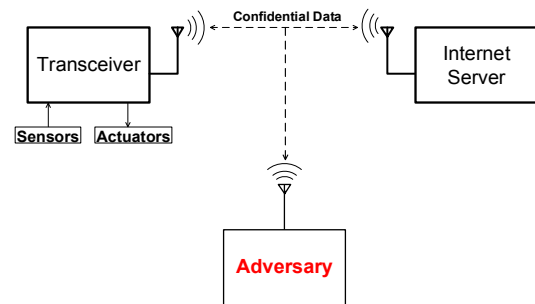 Confidential Data
Transceiver
Internet
Server
Sensors
Actuators
Adversary